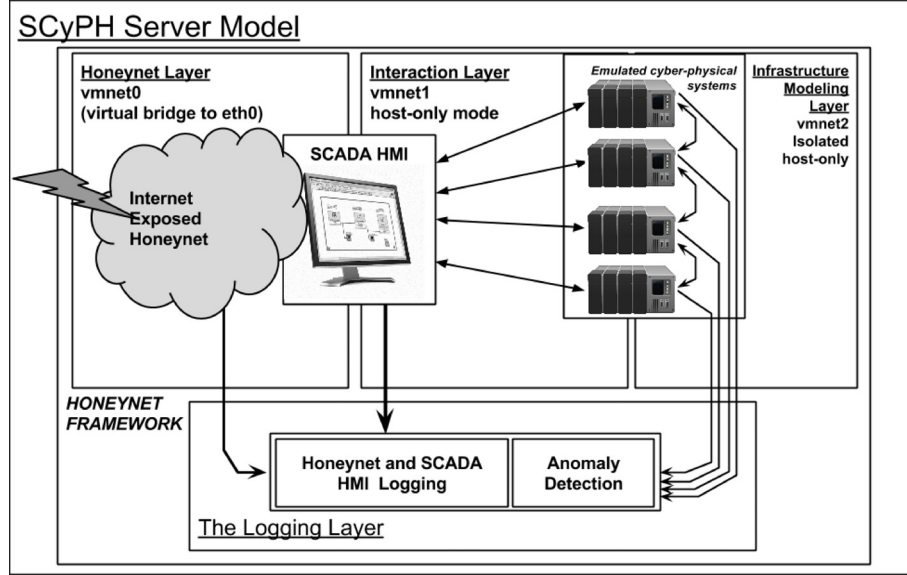 SCyPH Server Model
Honeynet Layer
vmnet0
(virtual bridge to eth0)
Interaction Layer
vmnet1
host-only mode
Emulated cyber-physical
systems
Infrastructure
Modeling
Layer
vmnet2
Isolated
host-only
SCADA HMI
Internet
Exposed
Honeynet
HONEYNET
FRAMEWORK
Honeynet and SCADA
HMI Logging
Anomaly
Detection
The Logging Layer